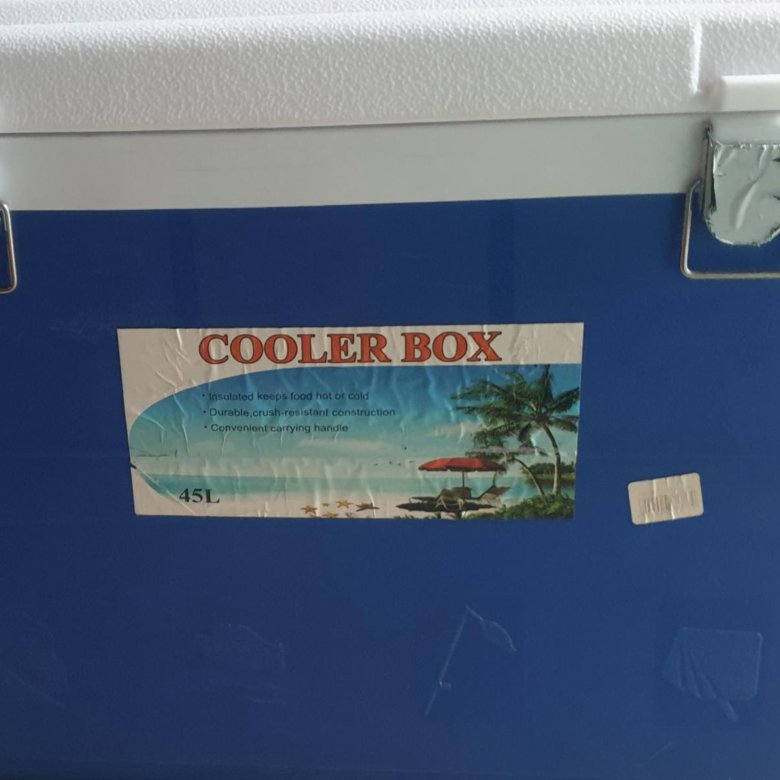 COOLER BOX
• Insulated keeps food hot or cold
• Durable,crush-resistant construction
• Convenient carrying handle
45L